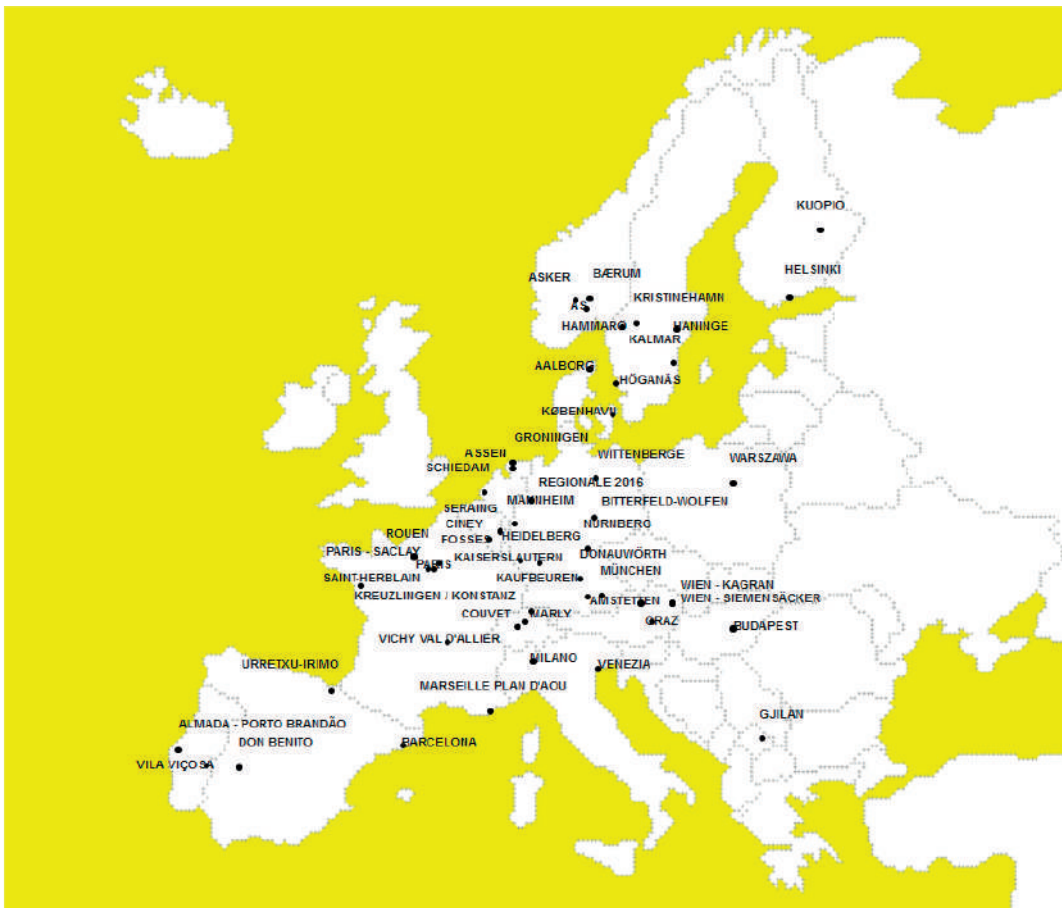 KUOPIO
HELSINKI
BÆRUM
ASKER
ÅS
KRISTINEHAMN
HAMMARÖ
HANINGE
KALMAR
AALBORG
HÖGANÄS
KØBENHAVN
GRONINGEN
ASSEN
WITTENBERGE
WARSZAWA
SCHIEDAM
REGIONALE 2016
MANNHEIM
BITTERFELD-WOLFEN
SERAING
CINEY
NÜRNBERG
ROUEN
FOSSES
HEIDELBERG
PARIS - SACLAY
KAISERSLAUTERN
DONAUWÖRTH
PARIS
MÜNCHEN
SAINT-HERBLAIN
KAUFBEUREN
WIEN - KAGRAN
KREUZLINGEN / KONSTANZ
AMSTETTEN
WIEN - SIEMENSÄCKER
COUVET
MARLY
GRAZ
BUDAPEST
VICHY VAL D'ALLIER
MILANO
VENEZIA
URRETXU-IRIMO
MARSEILLE PLAN D'AOU
GJILAN
ALMADA - PORTO BRANDÃO
DON BENITO
BARCELONA
VILA VIÇOSA